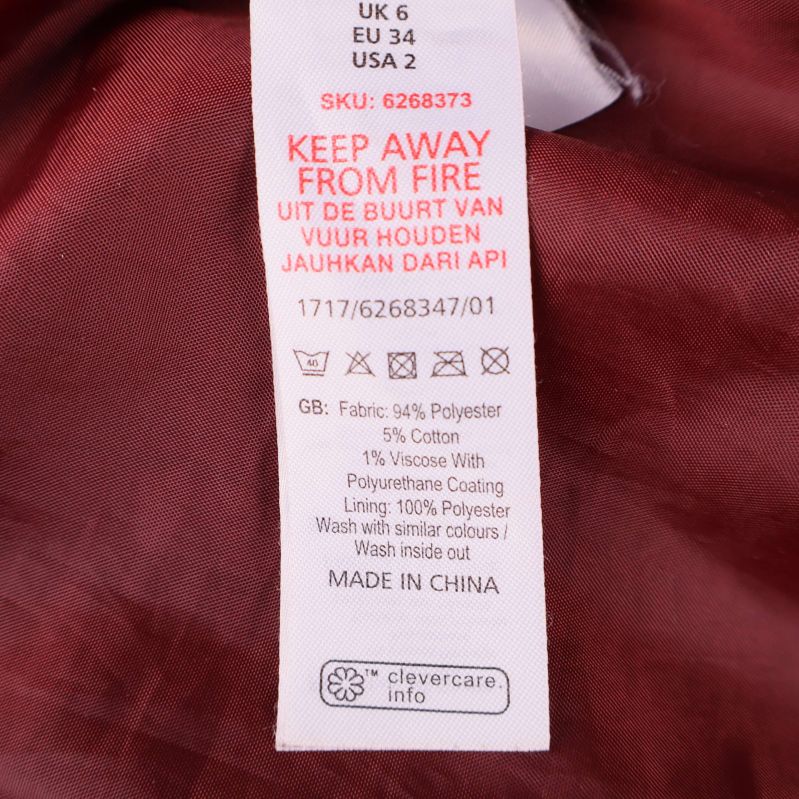 UK 6
EU 34
USA 2
SKU: 6268373
KEEP AWAY
FROM FIRE
UIT DE BUURT VAN
VUUR HOUDEN
JAUHKAN DARI API
1717/6268347/01
40
GB: Fabric: 94% Polyester
5% Cotton
1% Viscose With
Polyurethane Coating
Lining: 100% Polyester
Wash with similar colours /
Wash inside out
MADE IN CHINA
™ clevercare.
info